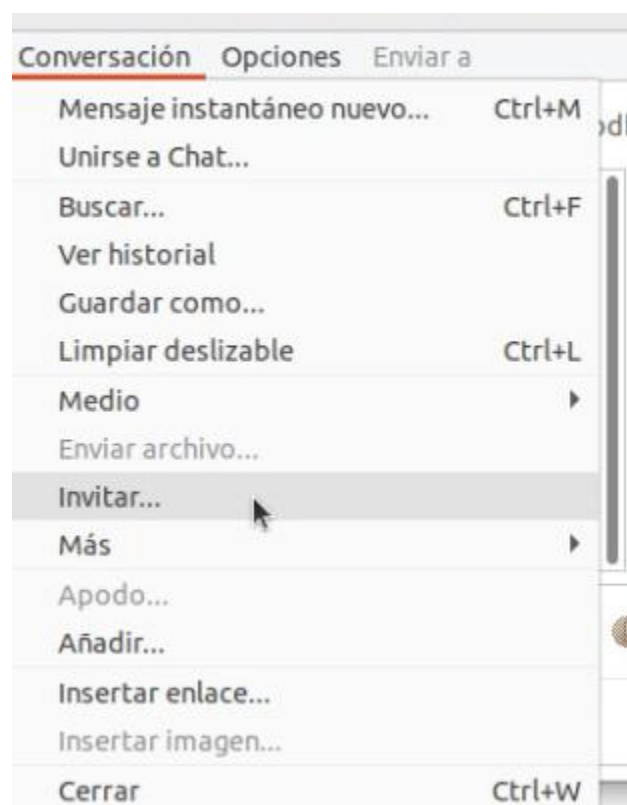 Conversación Opciones Enviar a
Mensaje instantáneo nuevo... Ctrl+M
Unirse a Chat...
Buscar... Ctrl+F
Ver historial
Guardar como...
Limpiar deslizable Ctrl+L
Medio
Enviar archivo...
Invitar...
Más
Apodo...
Añadir...
Insertar enlace...
Insertar imagen...
Cerrar Ctrl+W